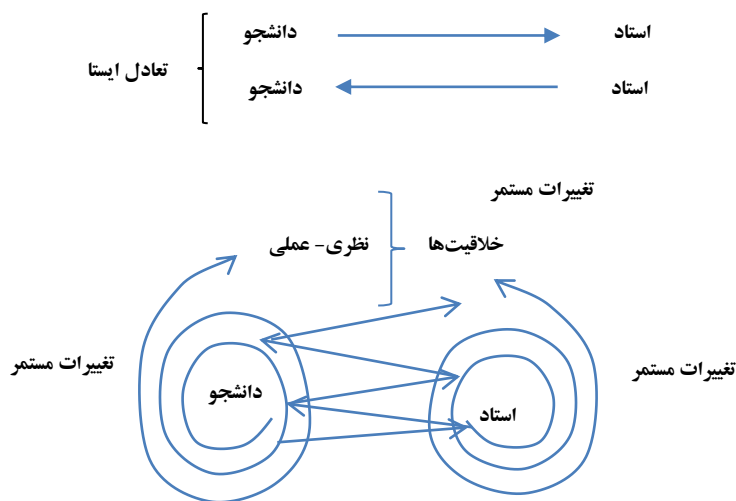 استاد دانشجو
تعادل ایستا
استاد دانشجو
تغییرات مستمر
خلاقیت‌ها نظری- عملی
تغییرات مستمر
تغییرات مستمر
دانشجو
استاد